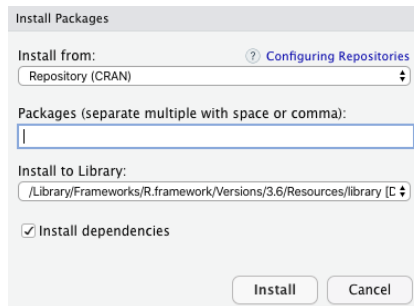 Install Packages
Install from:
? Configuring Repositories
Repository (CRAN)
Packages (separate multiple with space or comma):
Install to Library:
/Library/Frameworks/R.framework/Versions/3.6/Resources/library [D
Install dependencies
Install
Cancel